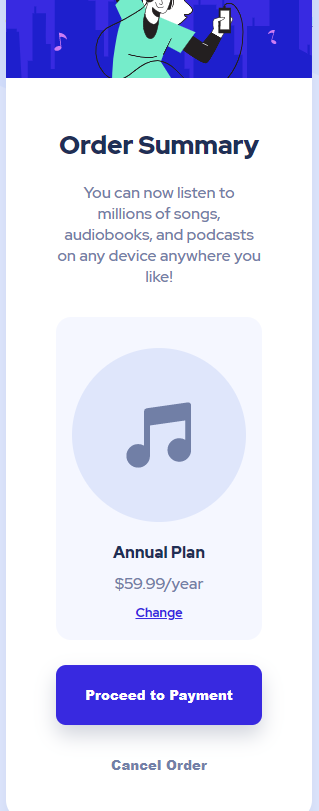 Order Summary
You can now listen to
millions of songs,
audiobooks, and podcasts
on any device anywhere you
like!
Annual Plan
$59.99/year
Change
Proceed to Payment
Cancel Order